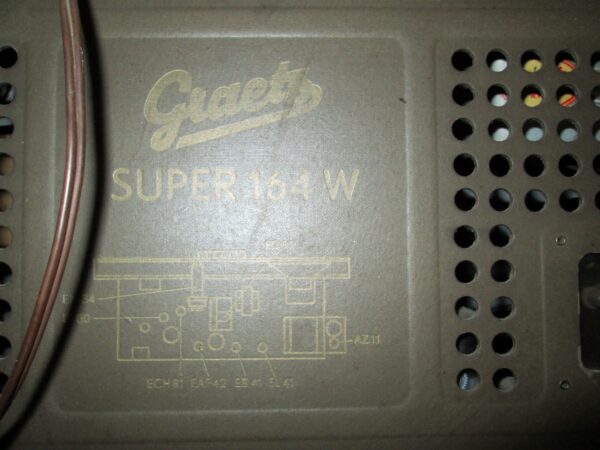 Graetz
SUPER 164 W
AZ11
ECH81 EAF42 EB41 EL41